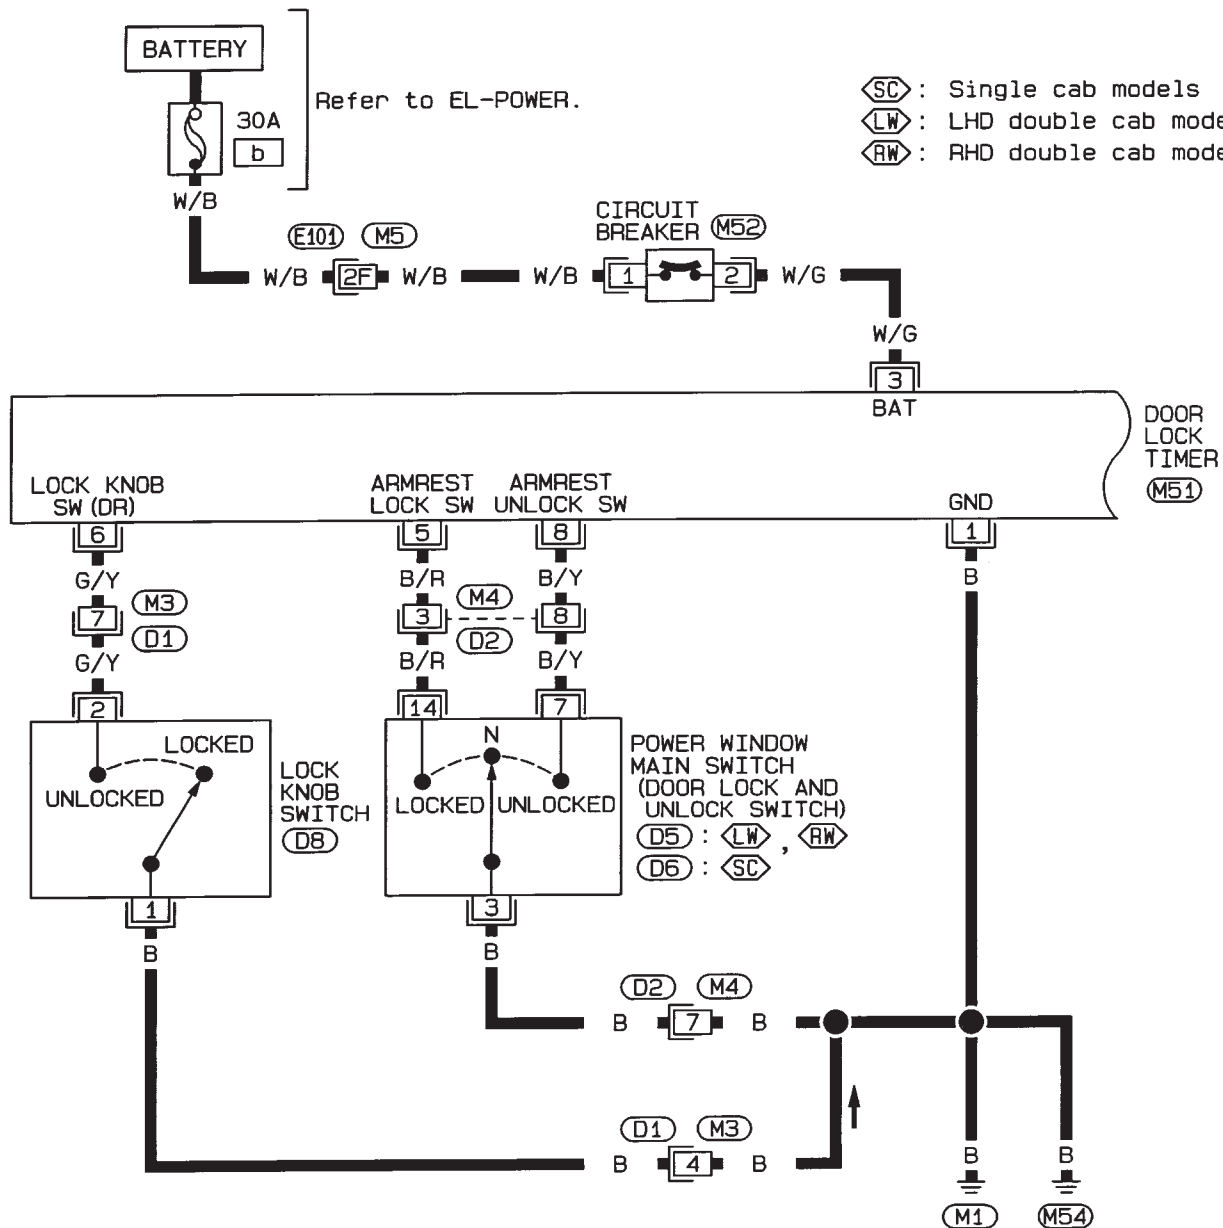 BATTERY
Refer to EL-POWER.
30A
b
W/B
SC : Single cab models
LW : LHD double cab mode
RW : RHD double cab mode
CIRCUIT
BREAKER M52
E101 M5
W/B 2F W/B W/B 1 2 W/G
W/G
3
BAT
DOOR
LOCK
TIMER
M51
LOCK KNOB
SW (DR)
ARMREST
LOCK SW
ARMREST
UNLOCK SW
GND
6 5 8 1
G/Y B/R B/Y B
7 M3 D1
3 M4 D2 8
G/Y B/R B/Y
2 14 7
LOCKED
UNLOCKED
LOCK
KNOB
SWITCH
D8
N
LOCKED UNLOCKED
POWER WINDOW
MAIN SWITCH
(DOOR LOCK AND
UNLOCK SWITCH)
D5 : LW , RW
D6 : SC
1 3
B B
D2 M4
B 7 B
D1 M3
B 4 B
B B
M1 M54